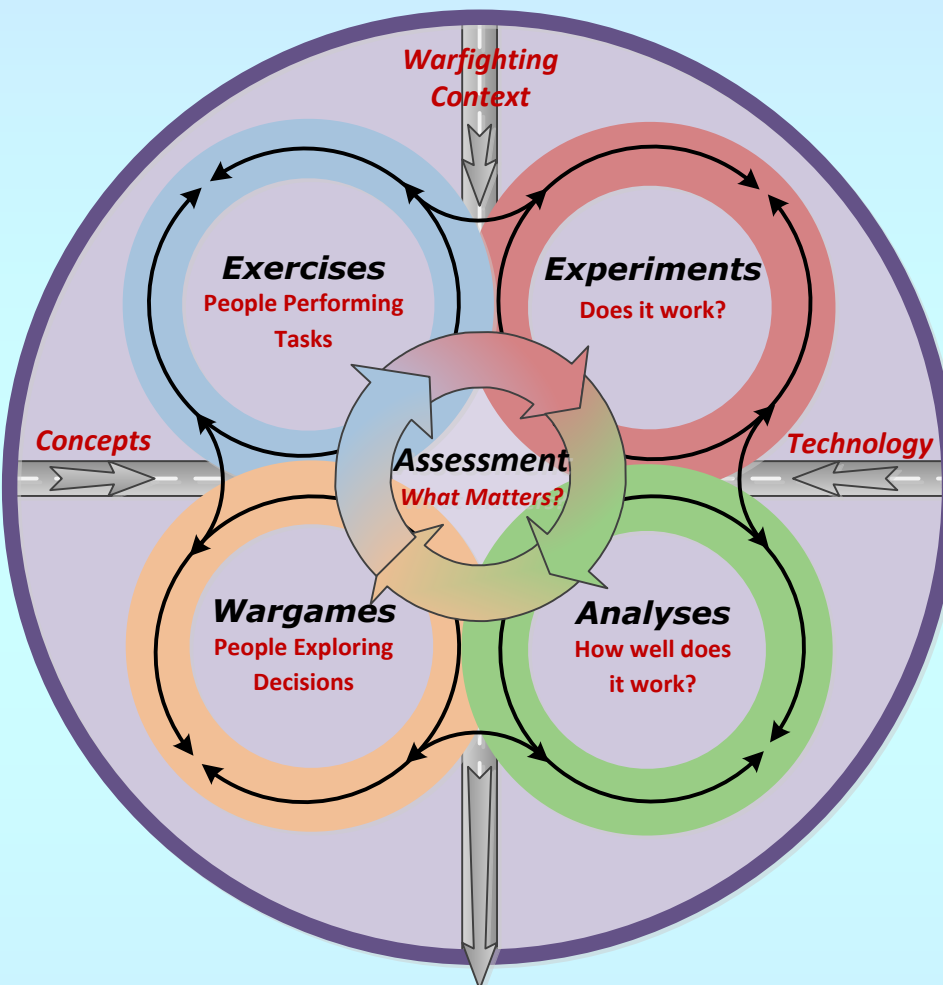 Warfighting
Context
Exercises
People Performing
Tasks
Experiments
Does it work?
Concepts
Assessment
What Matters?
Technology
Wargames
People Exploring
Decisions
Analyses
How well does
it work?